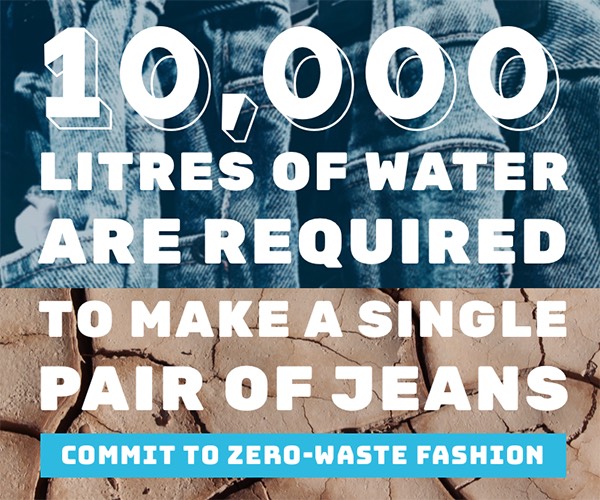 10,000
LITRES OF WATER
ARE REQUIRED
TO MAKE A SINGLE
PAIR OF JEANS
COMMIT TO ZERO-WASTE FASHION